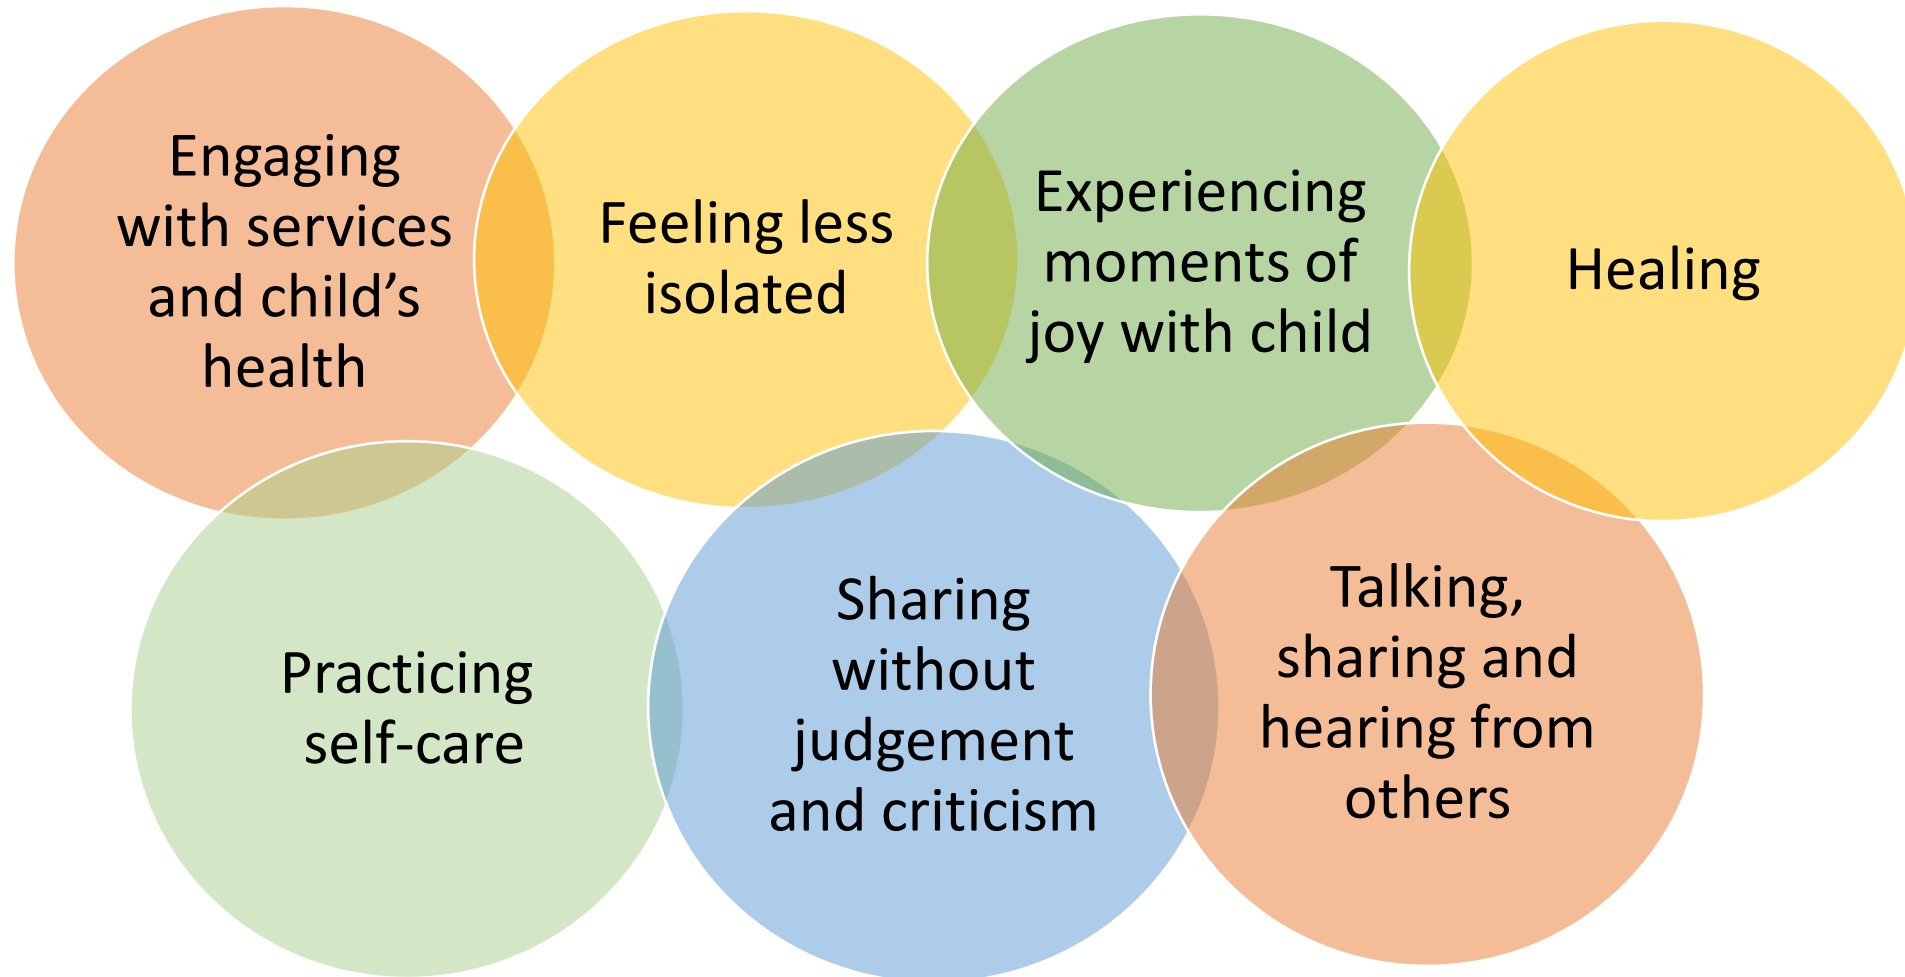 Engaging
with services
and child’s
health
Feeling less
isolated
Experiencing
moments of
joy with child
Healing
Practicing
self-care
Sharing
without
judgement
and criticism
Talking,
sharing and
hearing from
others